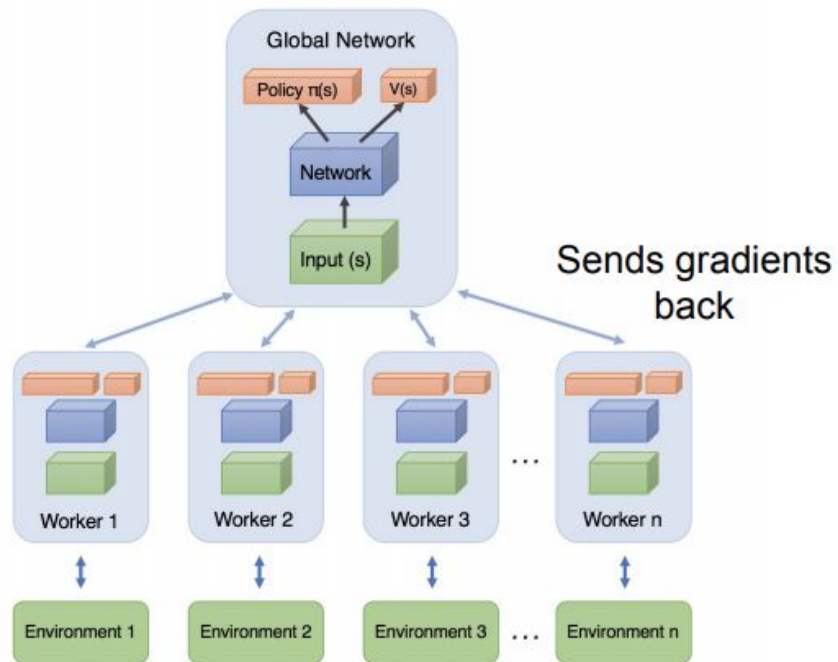 Global Network
Policy π(s)
V(s)
Network
Input (s)
Sends gradients
back
Worker 1
Worker 2
Worker 3
...
Worker n
Environment 1
Environment 2
Environment 3
...
Environment n